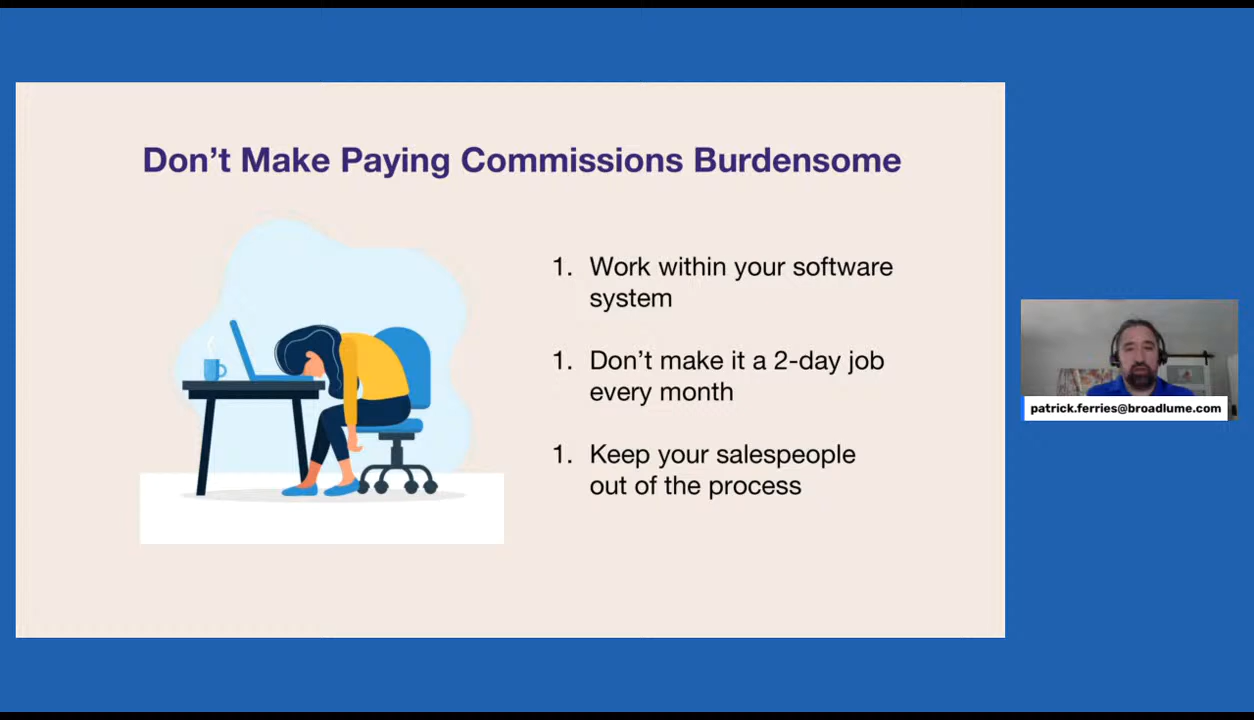 Don’t Make Paying Commissions Burdensome
1. Work within your software
system
1. Don’t make it a 2-day job
every month
1. Keep your salespeople
out of the process
patrick.ferries@broadlume.com